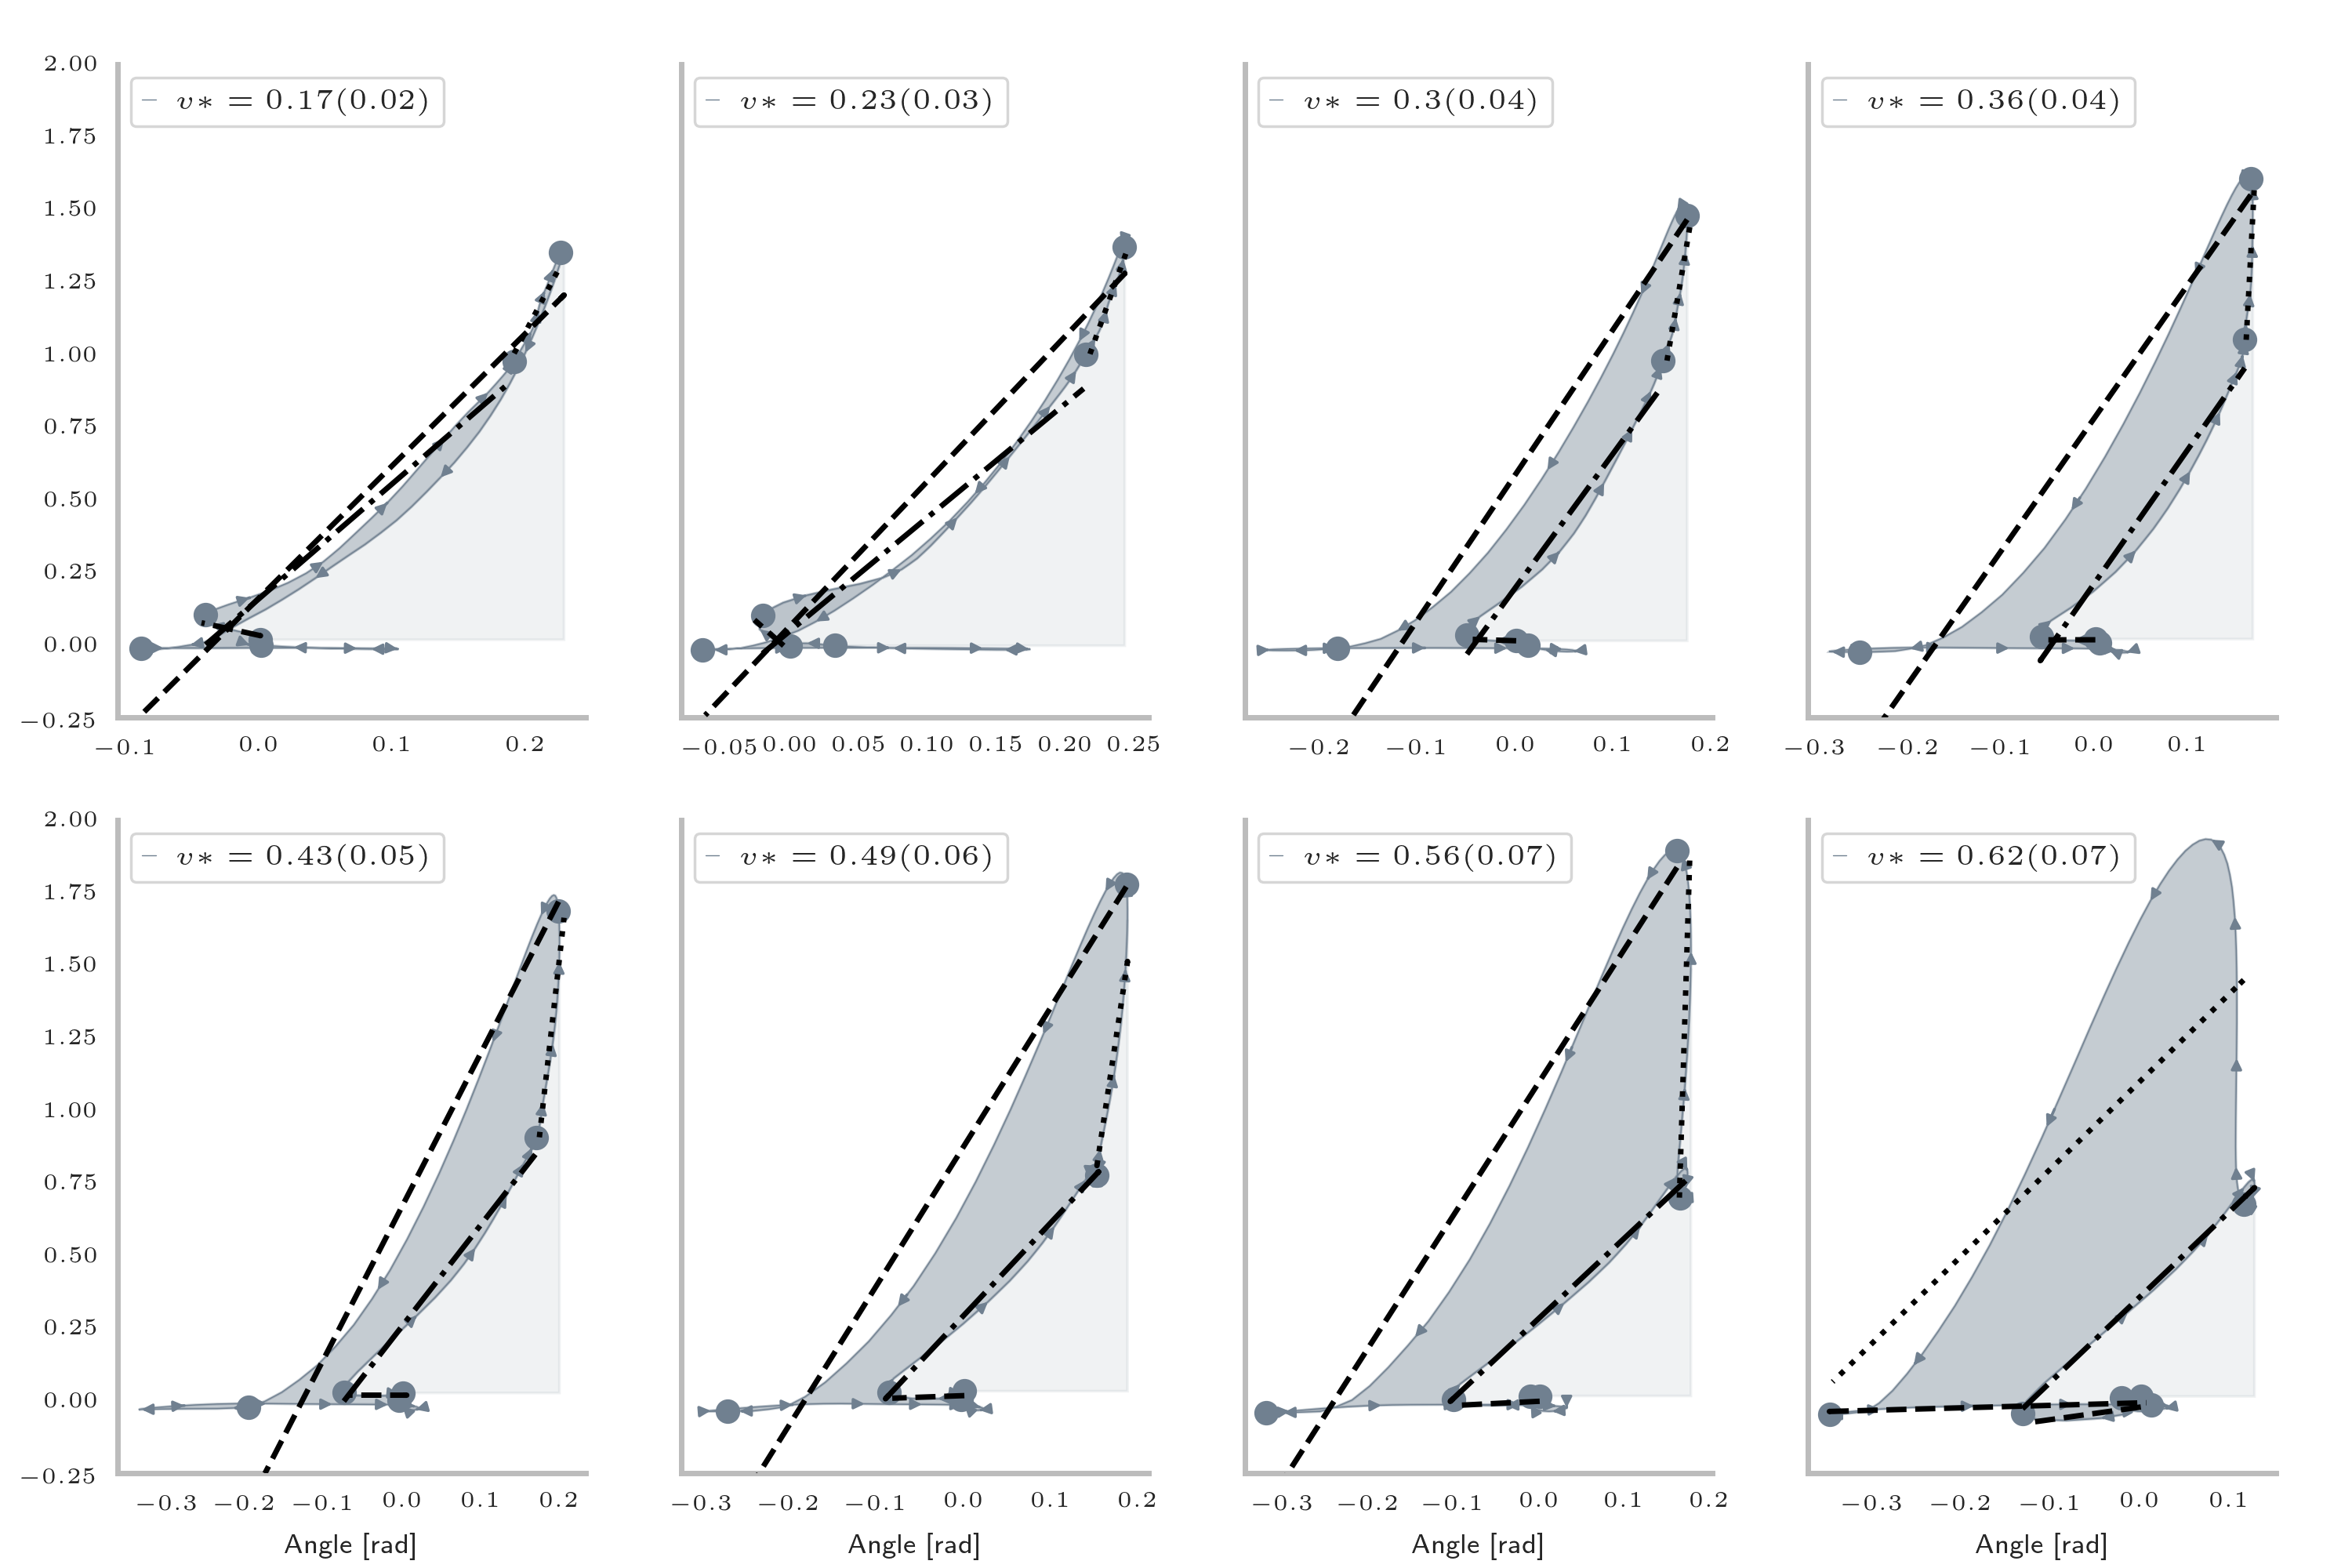 2.00
1.75
1.50
1.25
1.00
0.75
0.50
0.25
0.00
−0.25
v* = 0.17(0.02)
v* = 0.23(0.03)
v* = 0.3(0.04)
v* = 0.36(0.04)
−0.1 0.0 0.1 0.2
−0.05 0.00 0.05 0.10 0.15 0.20 0.25
−0.2 −0.1 0.0 0.1 0.2
−0.3 −0.2 −0.1 0.0 0.1
2.00
1.75
1.50
1.25
1.00
0.75
0.50
0.25
0.00
−0.25
v* = 0.43(0.05)
v* = 0.49(0.06)
v* = 0.56(0.07)
v* = 0.62(0.07)
−0.3 −0.2 −0.1 0.0 0.1 0.2
−0.3 −0.2 −0.1 0.0 0.1 0.2
−0.3 −0.2 −0.1 0.0 0.1 0.2
−0.3 −0.2 −0.1 0.0 0.1
Angle [rad]
Angle [rad]
Angle [rad]
Angle [rad]